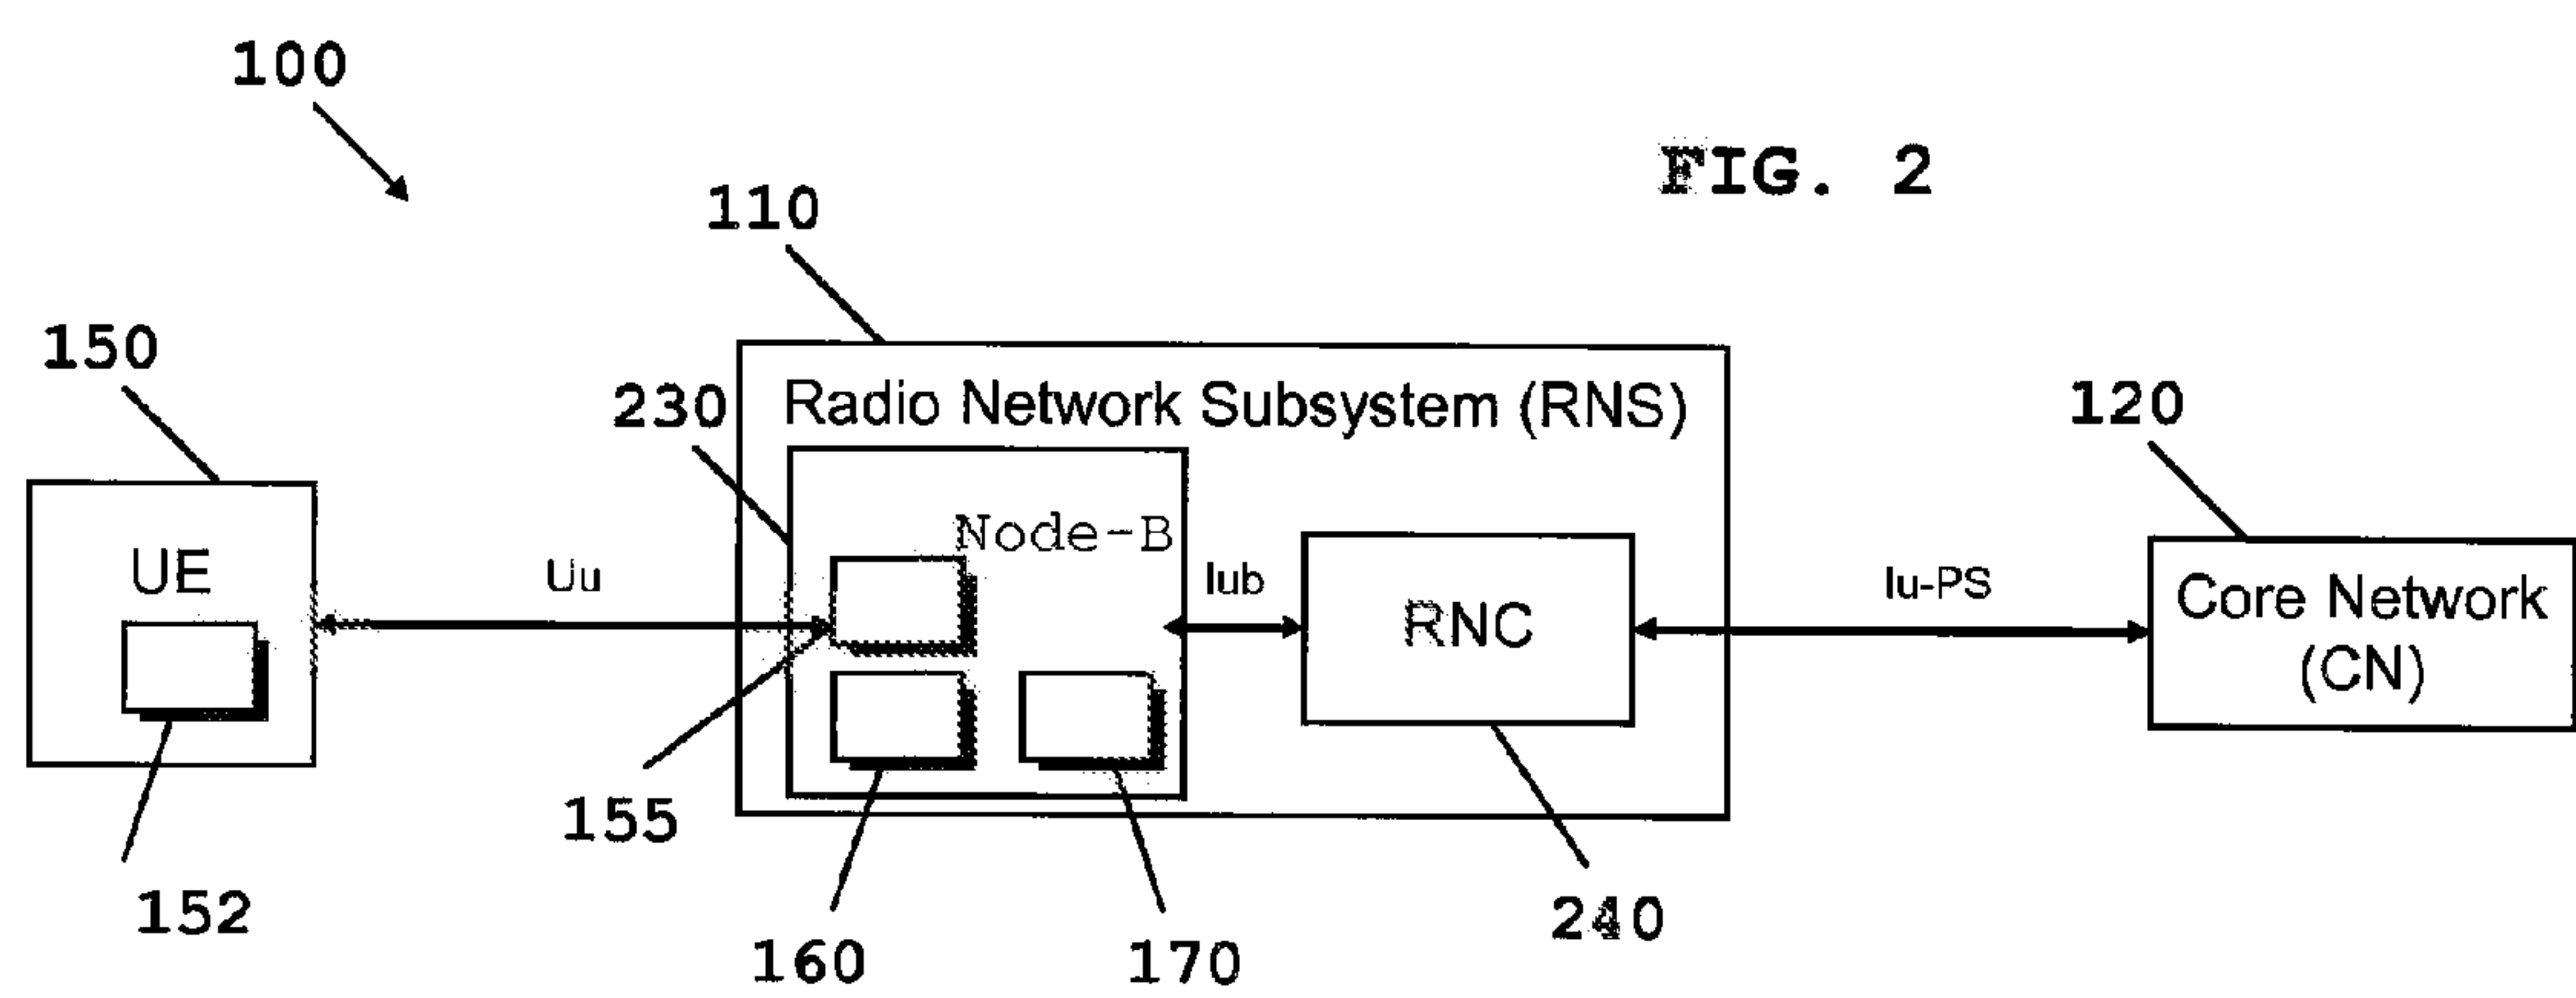 100
FIG. 2
110
150
230
Radio Network Subsystem (RNS)
120
Node-B
UE
Uu
Iub
RNC
Iu-PS
Core Network
(CN)
155
152
160
170
240